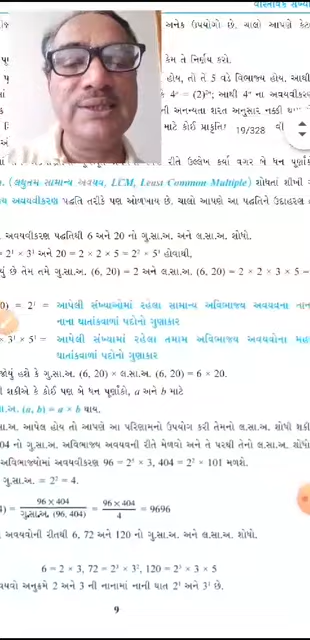 વાસ્તવિક સંખ્યા
અનેક ઉપયોગો છે. ચાલો આપણે કેટ
કેમ તે નિર્ણય કરો.
હોય, તો તે 5 વડે વિભાજ્ય હોય. આથી
4ⁿ = (2)²ⁿ; આથી 4ⁿ ના અવયવીકરણ
ની અનન્યતા શરત અનુસાર નક્કી થાય
માટે કોઈ પ્રાકૃતિ
19/328
રીતે ઉલ્લેખ કર્યા વગર બે ધન પૂર્ણાંકો
. (લઘુતમ સામાન્ય અવયવ, LCM, Least Common Multiple) શોધતાં શીખી
અવયવીકરણ પદ્ધતિ તરીકે પણ ઓળખાય છે. ચાલો આપણે આ પદ્ધતિને ઉદાહરણ
અવયવીકરણ પદ્ધતિથી 6 અને 20 નો ગુ.સા.અ. અને લ.સા.અ. શોધો.
= 2¹ × 3¹ અને 20 = 2 × 2 × 5 = 2² × 5¹ હોવાથી,
યું છે તેમ તમે ગુ.સા.અ. (6, 20) = 2 અને લ.સા.અ. (6, 20) = 2 × 2 × 3 × 5 =
0) = 2¹ = આપેલી સંખ્યાઓમાં રહેલા સામાન્ય અવિભાજ્ય અવયવના નાના
નાના ઘાતાંકવાળાં પદોનો ગુણાકાર
× 3¹ × 5¹ = આપેલી સંખ્યામાં રહેલા તમામ અવિભાજ્ય અવયવોના મહ
ઘાતાંકવાળાં પદોનો ગુણાકાર
જોયું હશે કે ગુ.સા.અ. (6, 20) × લ.સા.અ. (6, 20) = 6 × 20.
ી શકીએ કે કોઈ પણ બે ધન પૂર્ણાંકો, a અને b માટે
.સા.અ. (a, b) = a × b થાય.
સા.અ. આપેલ હોય તો આપણે આ પરિણામનો ઉપયોગ કરી તેમનો લ.સા.અ. શોધી શકી
04 નો ગુ.સા.અ. અવિભાજ્ય અવયવની રીતે મેળવો અને તે પરથી તેનો લ.સા.અ. શોધો
અવિભાજ્યોમાં અવયવીકરણ 96 = 2⁵ × 3, 404 = 2² × 101 મળશે.
ગુ.સા.અ. = 2² = 4.
4) = 96 × 404 / ગુ.સા.અ. (96, 404) = 96 × 404 / 4 = 9696
અવયવોની રીતથી 6, 72 અને 120 નો ગુ.સા.અ. અને લ.સા.અ. શોધો.
6 = 2 × 3, 72 = 2³ × 3², 120 = 2³ × 3 × 5
વયવો અનુક્રમે 2 અને 3 ની નાનામાં નાની ઘાત 2¹ અને 3¹ છે.
9